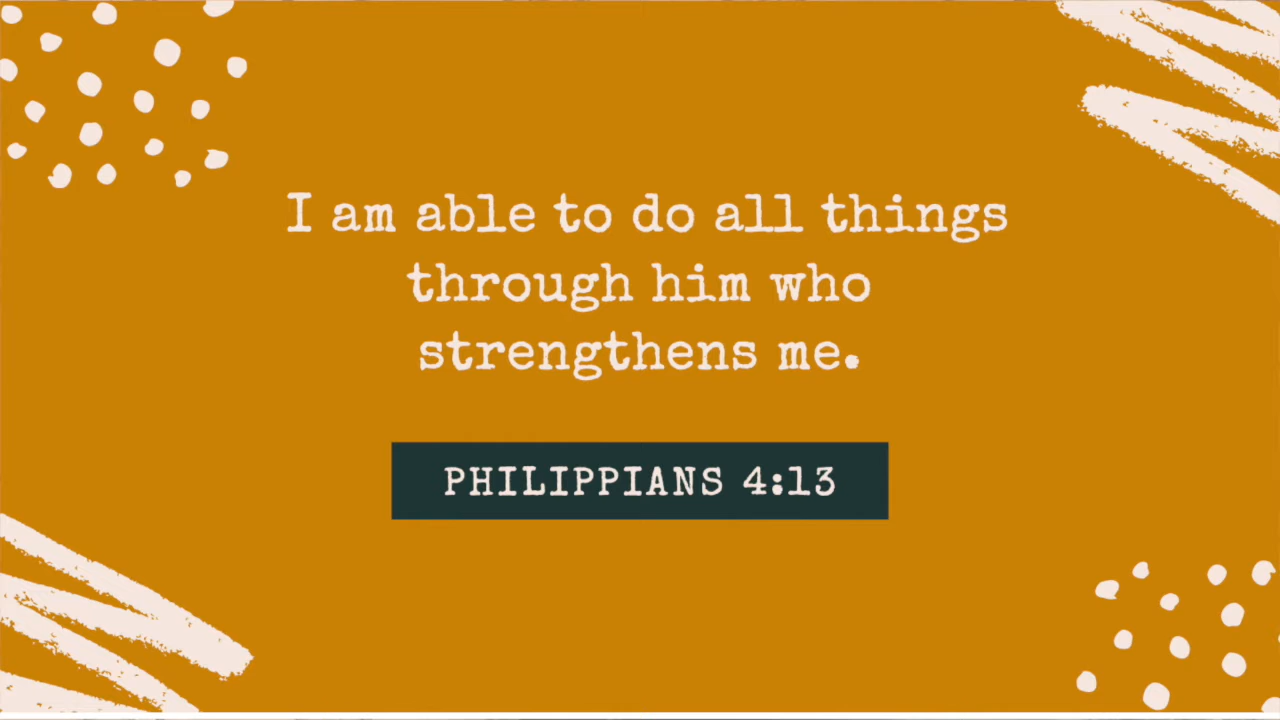 I am able to do all things
through him who
strengthens me.
PHILIPPIANS 4:13